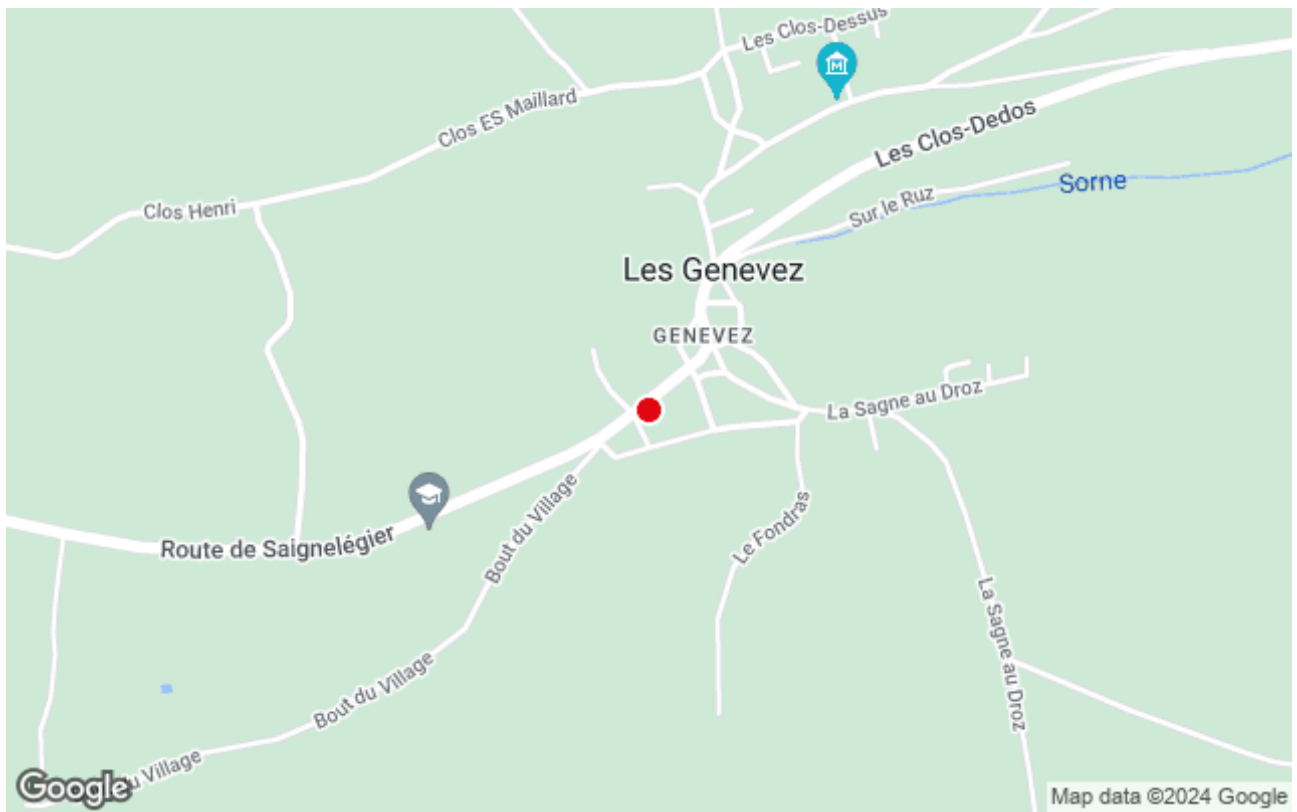 Les Clos-Dessus
M
Clos ES Maillard
Les Clos-Dedos
Sorne
Clos Henri
Sur le Ruz
Les Genevez
GENEVEZ
La Sagne au Droz
Route de Saignelégier
Bout du Village
Le Fondras
La Sagne au Droz
Bout du Village
du Village
Google
Map data ©2024 Google